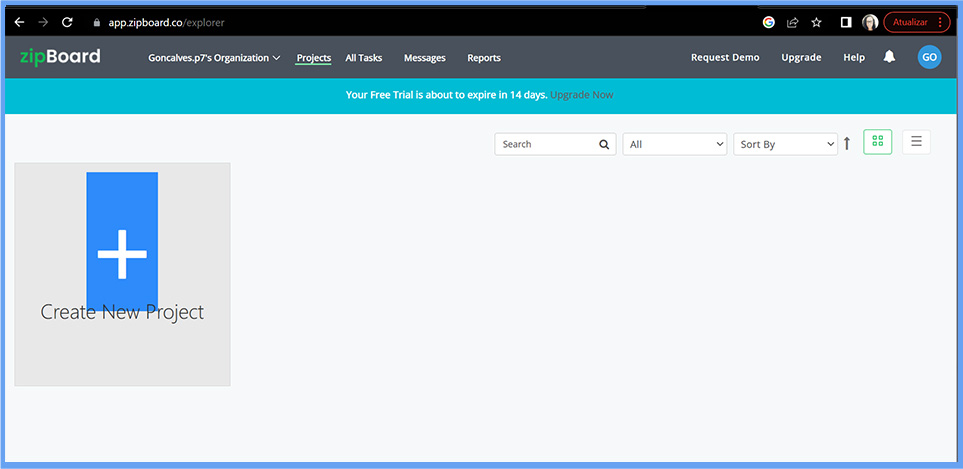 app.zipboard.co/explorer
Atualizar
zipBoard
Goncalves.p7's Organization
Projects
All Tasks
Messages
Reports
Request Demo
Upgrade
Help
GO
Your Free Trial is about to expire in 14 days. Upgrade Now
Search
All
Sort By
Create New Project